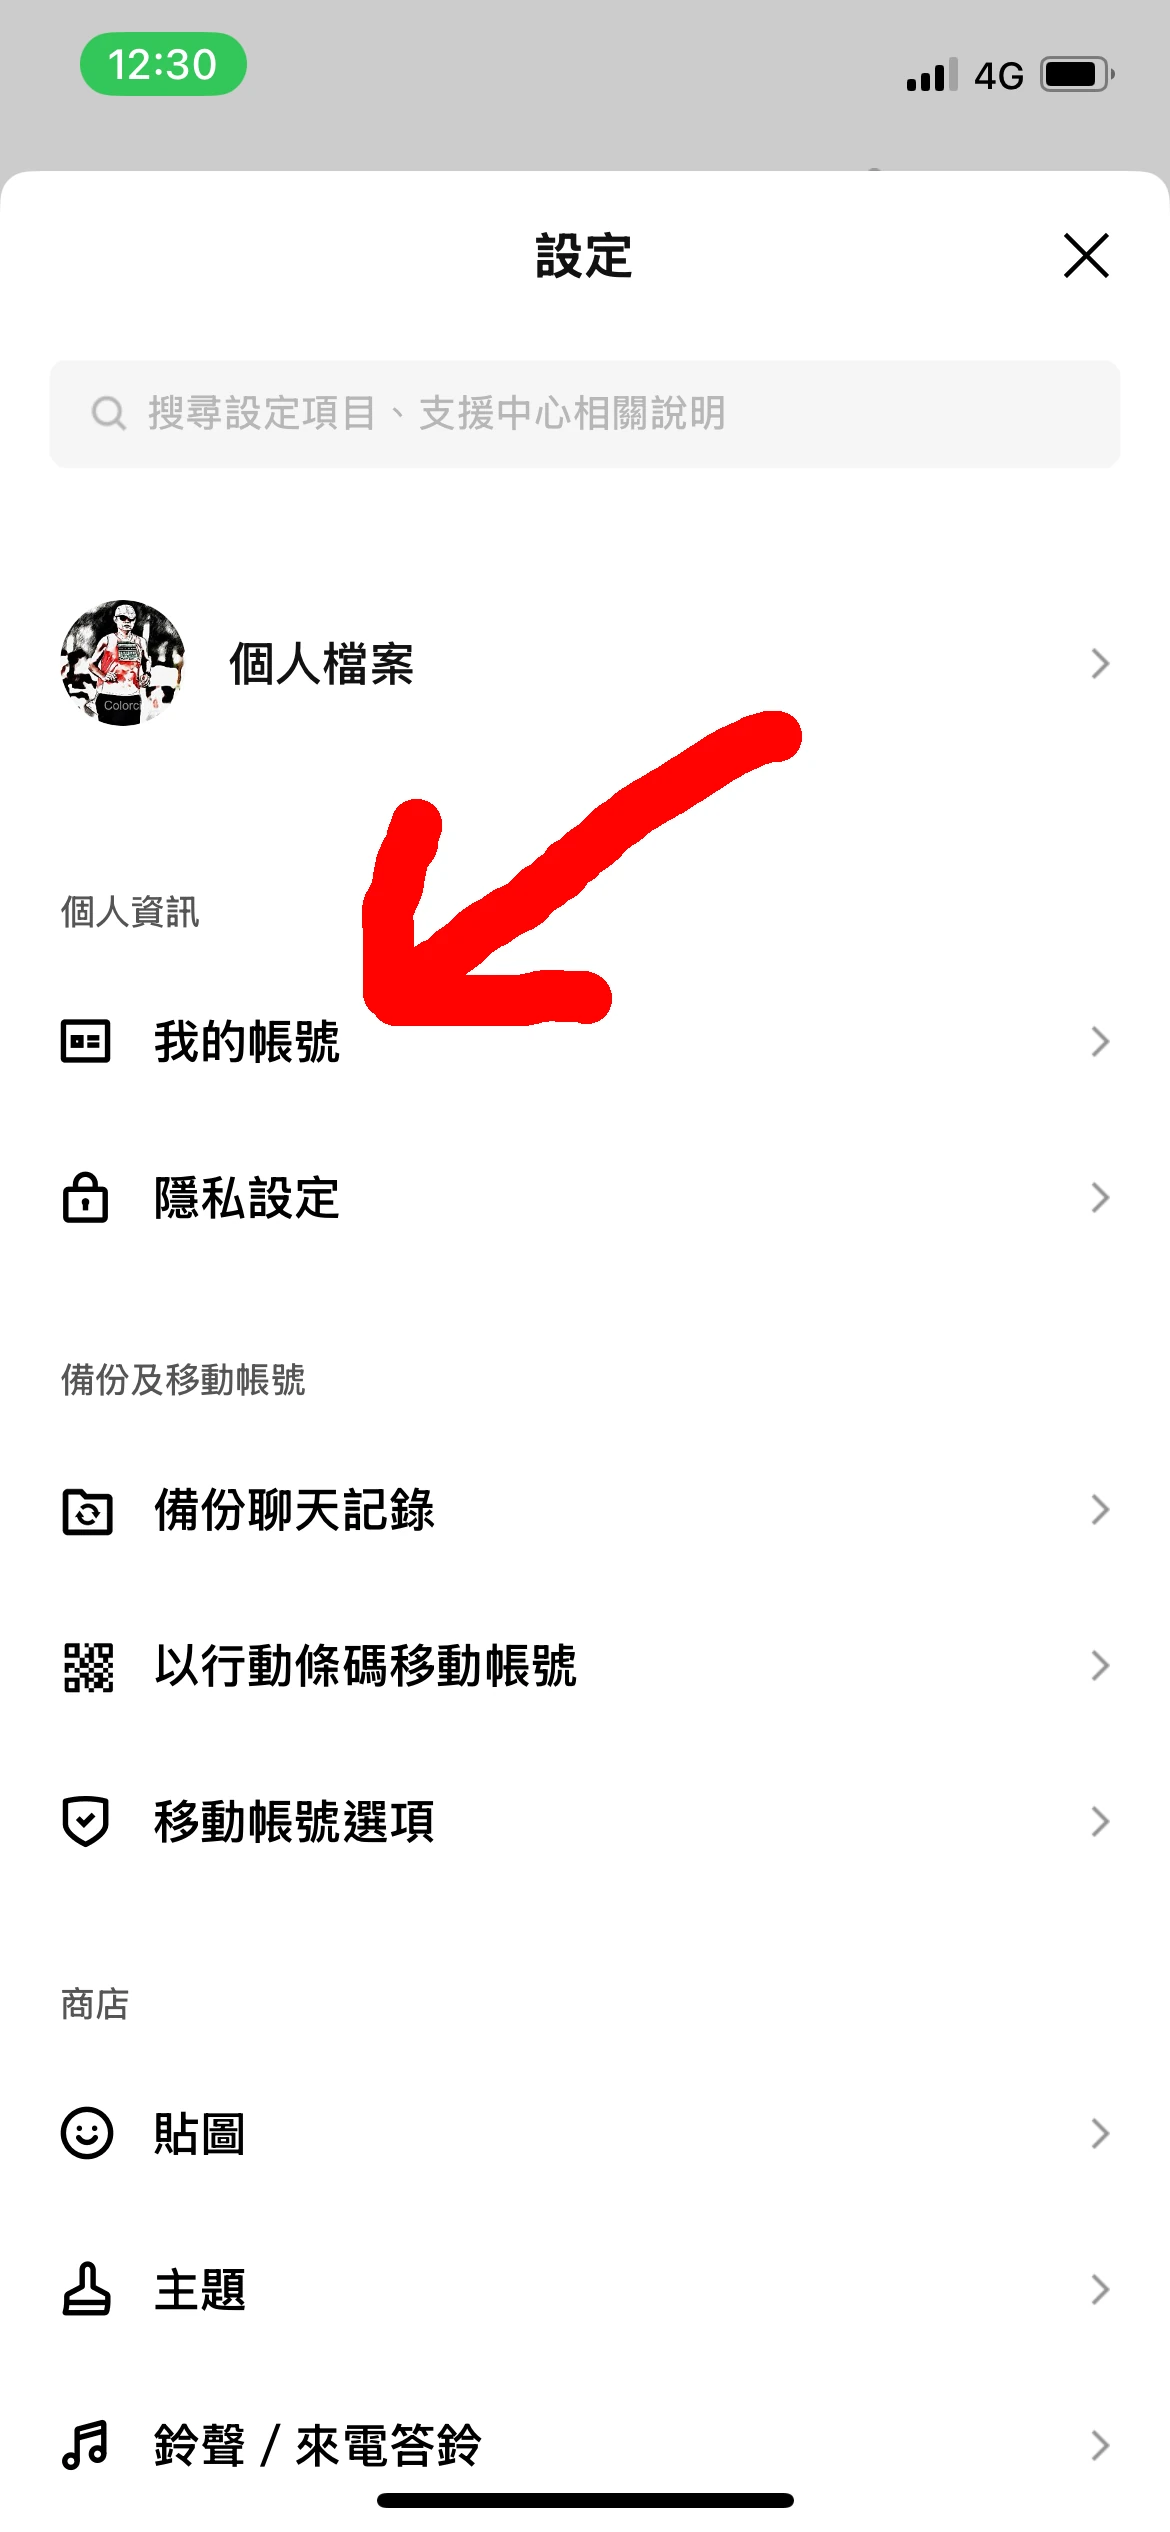 12:30
4G
設定
搜尋設定項目、支援中心相關說明
Colorci
個人檔案
個人資訊
我的帳號
隱私設定
備份及移動帳號
備份聊天記錄
以行動條碼移動帳號
移動帳號選項
商店
貼圖
主題
鈴聲 / 來電答鈴